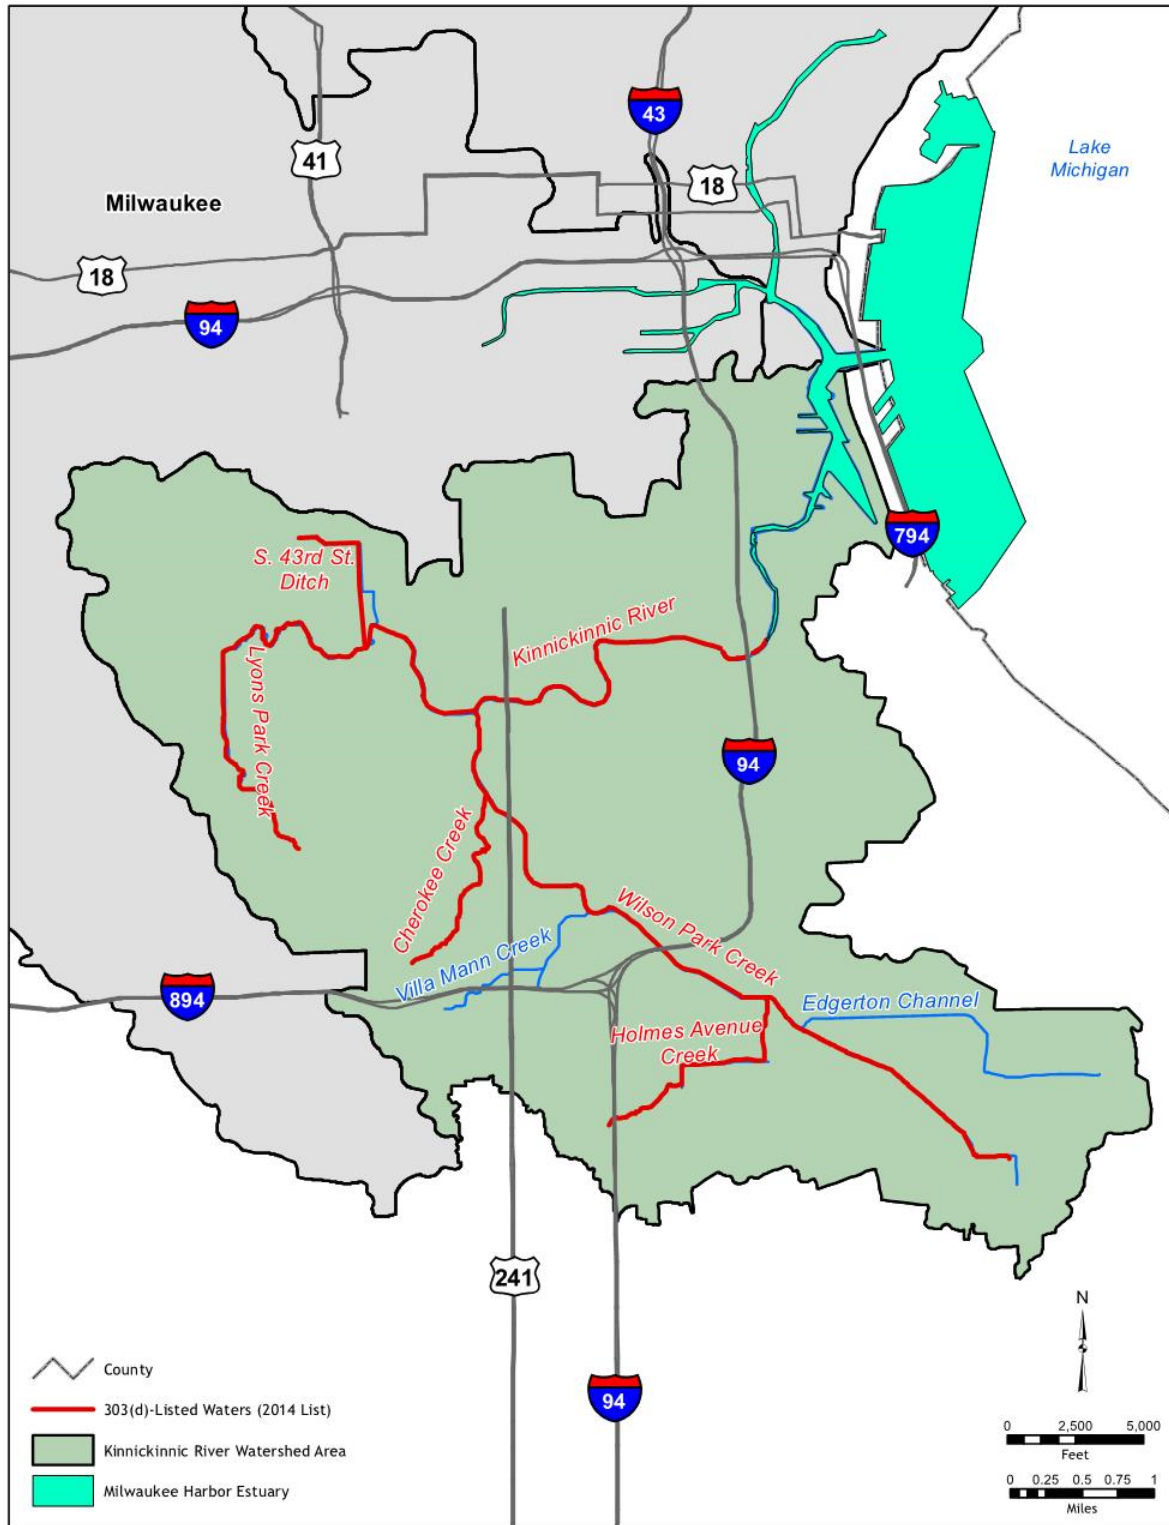 43
Lake
Michigan
41
18
Milwaukee
18
94
794
S. 43rd St.
Ditch
Kinnickinnic River
Lyons Park Creek
94
Cherokee Creek
Wilson Park Creek
Villa Mann Creek
894
Edgerton Channel
Holmes Avenue
Creek
241
N
94
County
303(d)-Listed Waters (2014 List)
Kinnickinnic River Watershed Area
Milwaukee Harbor Estuary
0 2,500 5,000
Feet
0 0.25 0.5 0.75 1
Miles